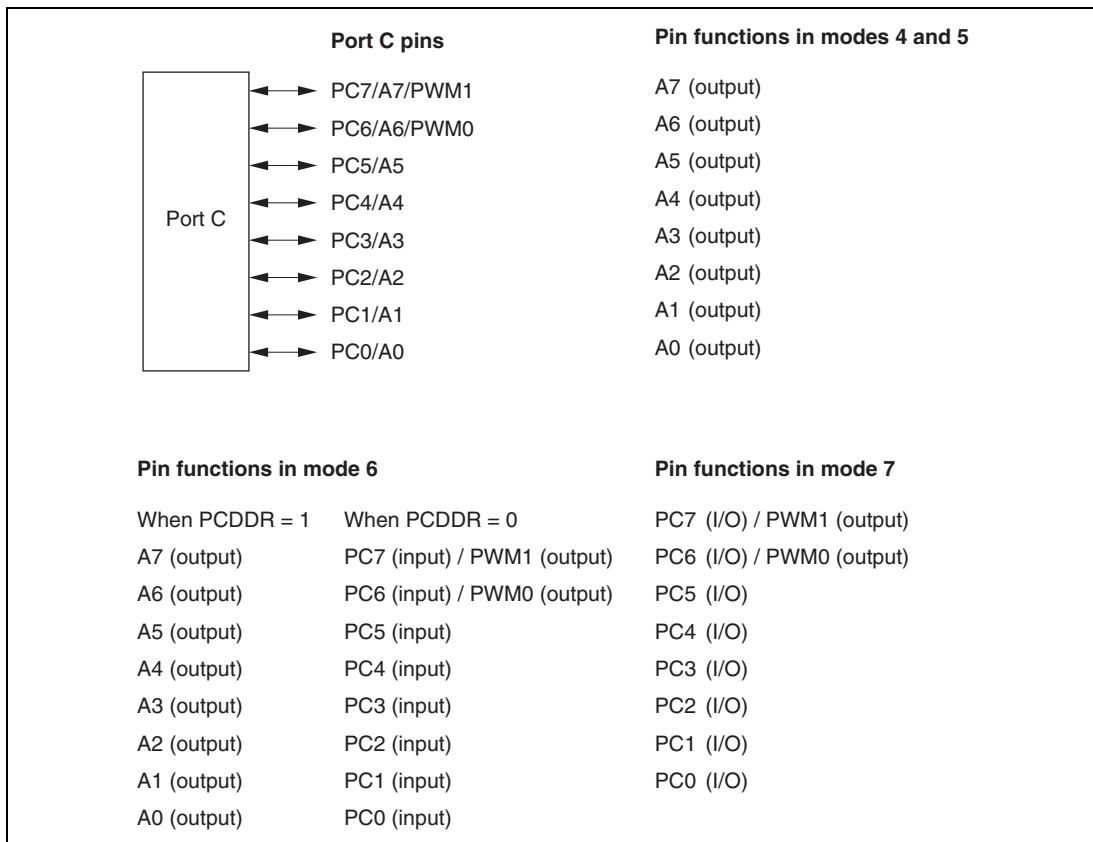 Port C pins
Pin functions in modes 4 and 5
Port C
PC7/A7/PWM1
A7 (output)
PC6/A6/PWM0
A6 (output)
PC5/A5
A5 (output)
PC4/A4
A4 (output)
PC3/A3
A3 (output)
PC2/A2
A2 (output)
PC1/A1
A1 (output)
PC0/A0
A0 (output)
Pin functions in mode 6
Pin functions in mode 7
When PCDDR = 1 When PCDDR = 0
PC7 (I/O) / PWM1 (output)
A7 (output) PC7 (input) / PWM1 (output)
PC6 (I/O) / PWM0 (output)
A6 (output) PC6 (input) / PWM0 (output)
PC5 (I/O)
A5 (output) PC5 (input)
PC4 (I/O)
A4 (output) PC4 (input)
PC3 (I/O)
A3 (output) PC3 (input)
PC2 (I/O)
A2 (output) PC2 (input)
PC1 (I/O)
A1 (output) PC1 (input)
PC0 (I/O)
A0 (output) PC0 (input)